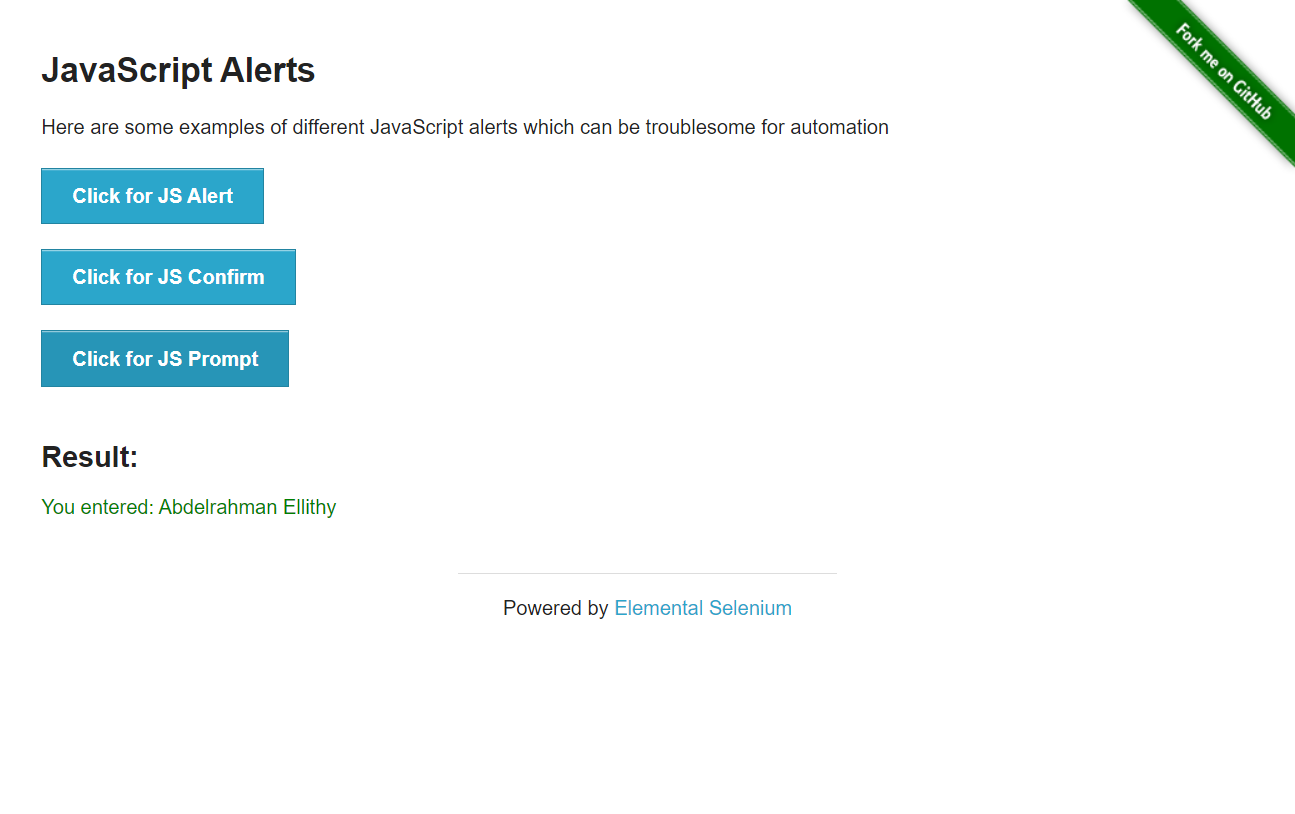 Fork me on GitHub
JavaScript Alerts
Here are some examples of different JavaScript alerts which can be troublesome for automation
Click for JS Alert
Click for JS Confirm
Click for JS Prompt
Result:
You entered: Abdelrahman Ellithy
Powered by Elemental Selenium